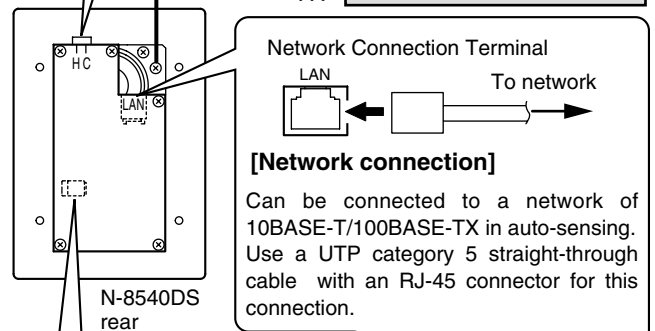 H C
LAN
N-8540DS
rear
Network Connection Terminal
LAN
To network
[Network connection]
Can be connected to a network of
10BASE-T/100BASE-TX in auto-sensing.
Use a UTP category 5 straight-through
cable with an RJ-45 connector for this
connection.